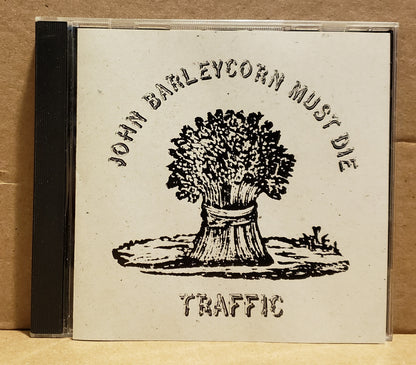 JOHN BARLEYCORN MUST DIE
TRAFFIC